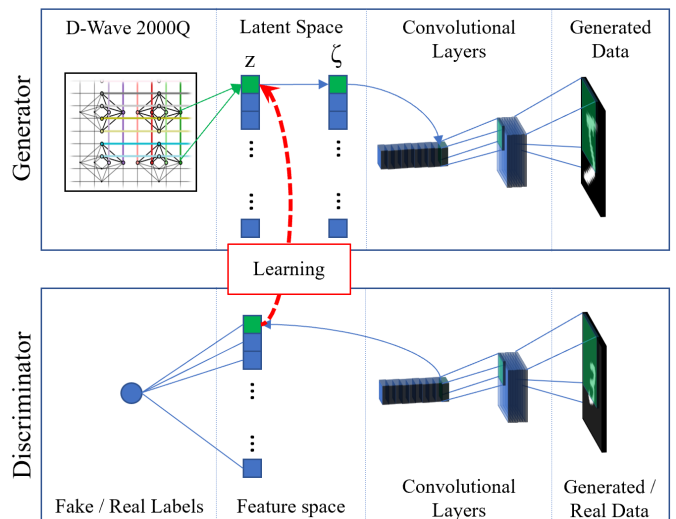 D-Wave 2000Q
Latent Space
Convolutional
Layers
Generated
Data
z
ζ
Generator
Learning
Discriminator
Fake / Real Labels
Feature space
Convolutional
Layers
Generated /
Real Data